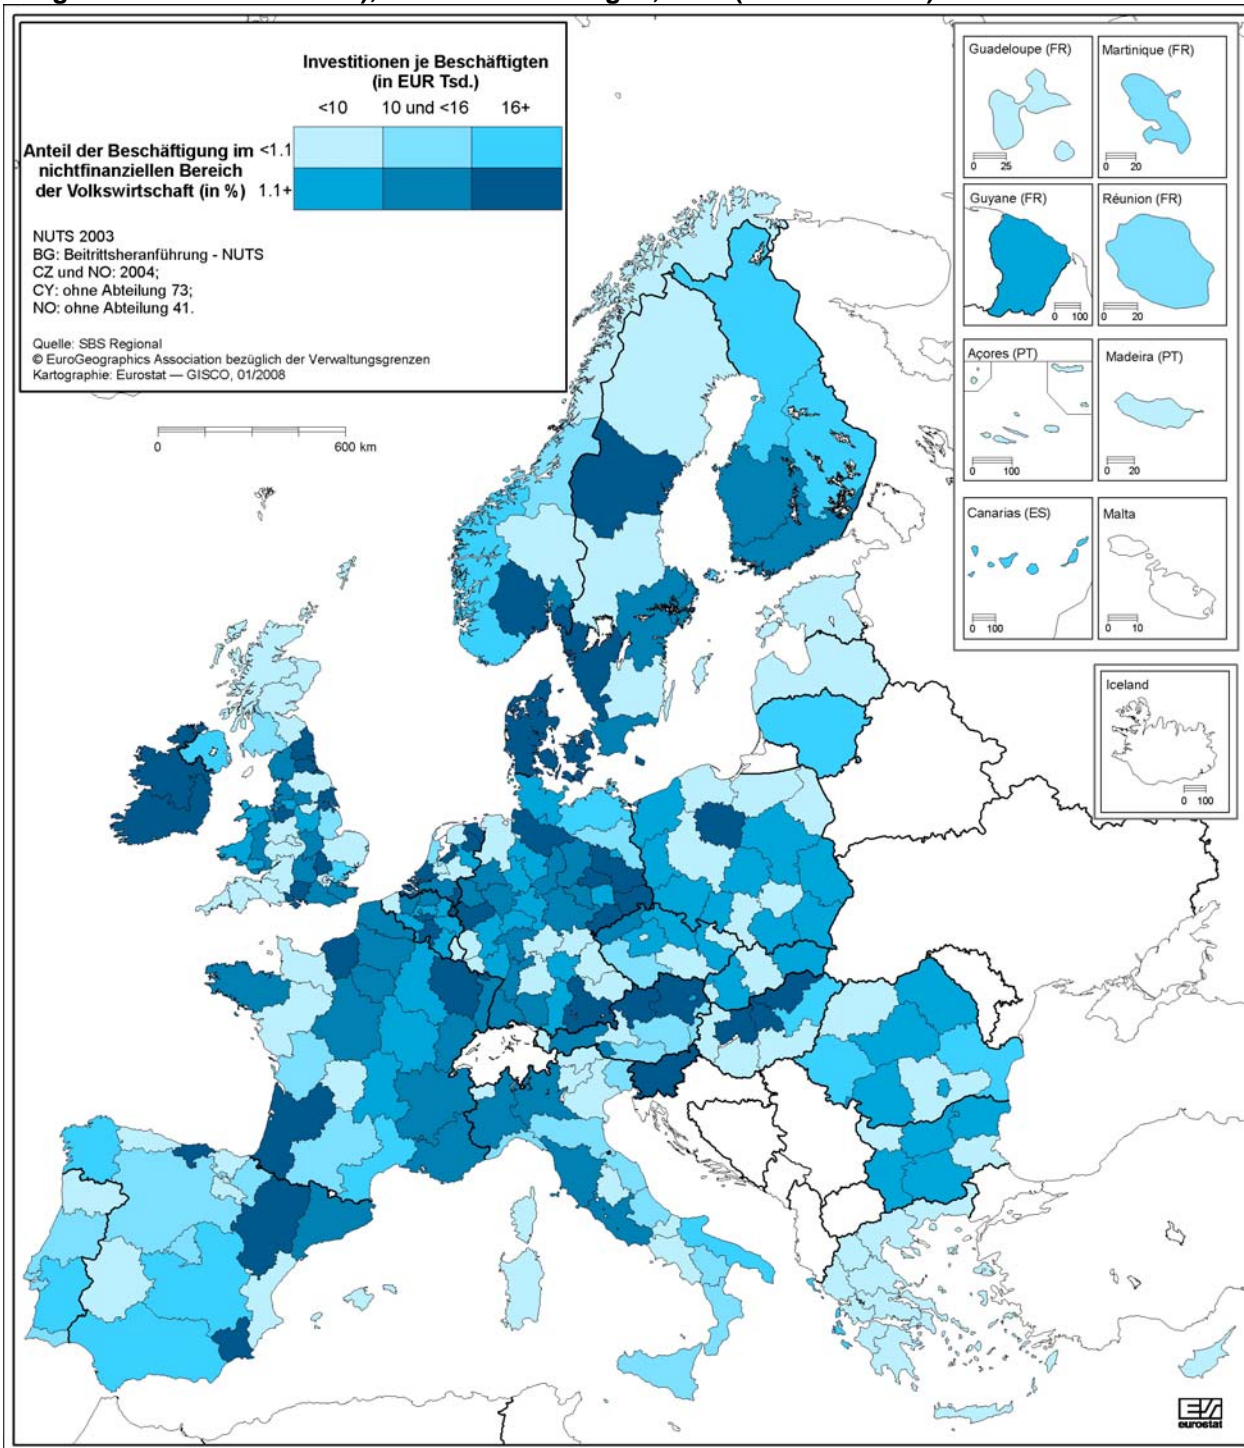 Investitionen je Beschäftigten
(in EUR Tsd.)
<10 10 und <16 16+
Anteil der Beschäftigung im <1.1
nichtfinanziellen Bereich
der Volkswirtschaft (in %) 1.1+
NUTS 2003
BG: Beitrittsheranführung - NUTS
CZ und NO: 2004;
CY: ohne Abteilung 73;
NO: ohne Abteilung 41.
Quelle: SBS Regional
© EuroGeographics Association bezüglich der Verwaltungsgrenzen
Kartographie: Eurostat — GISCO, 01/2008
0 600 km
Guadeloupe (FR)
0 25
Martinique (FR)
0 20
Guyane (FR)
0 100
Réunion (FR)
0 20
Açores (PT)
0 100
Madeira (PT)
0 20
Canarias (ES)
0 100
Malta
0 10
Iceland
0 100
eurostat